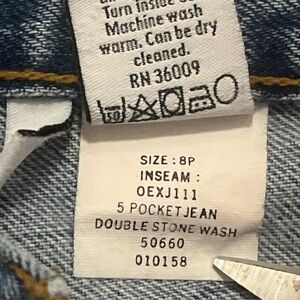 Turn inside
Machine wash
warm. Can be dry
cleaned.
RN 36009
SIZE : 8P
INSEAM :
OEXJ111
5 POCKETJEAN
DOUBLE STONE WASH
50660
010158